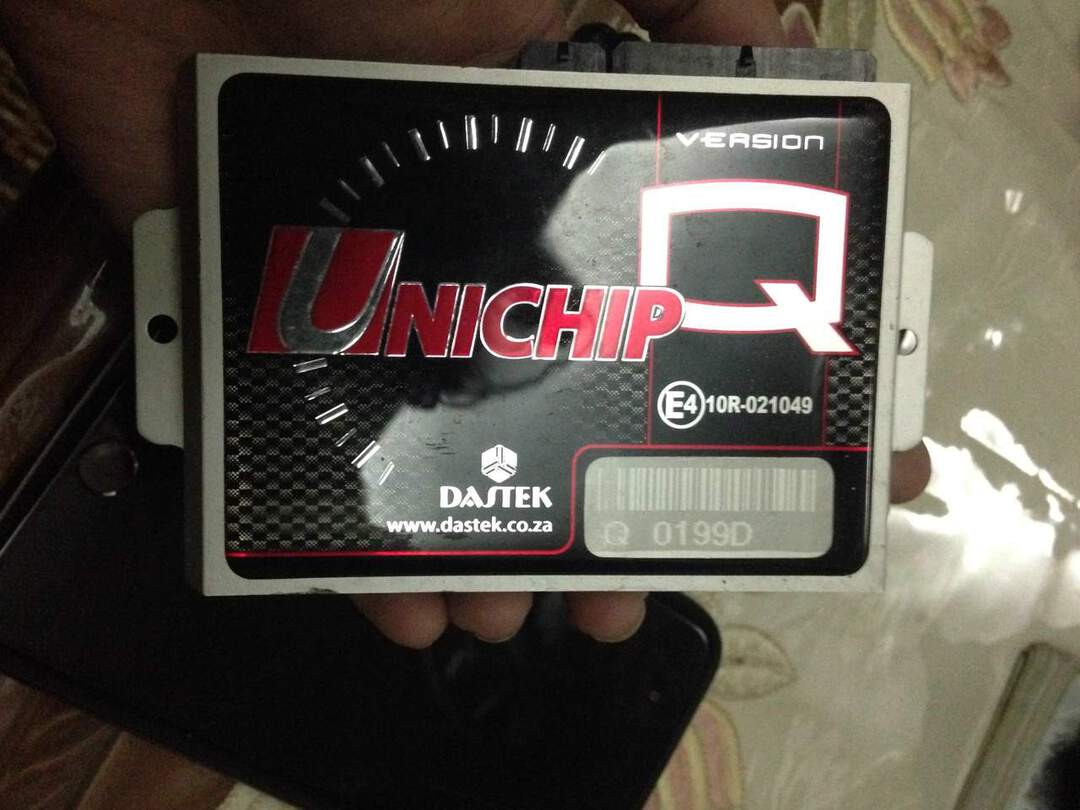 VERSION
Q
UNICHIP
E4 10R-021049
DASTEK
www.dastek.co.za
Q 0199D